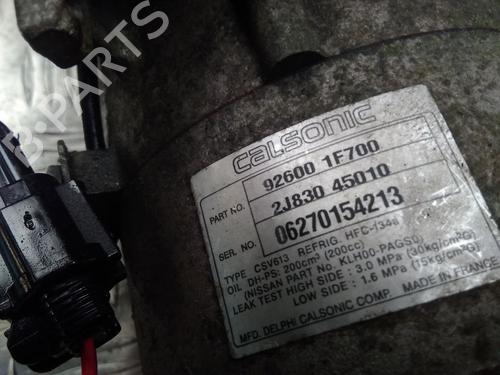 B-PARTS
calsonic
92600 1F700
PART NO. 2J830 45010
SER NO. 06270154213
TYPE CSV613 REFRIG HFC-134a
OIL DH-PS: 200cm³ (200cc)
(NISSAN PART No. KLH00-PAGS0)
LEAK TEST HIGH SIDE : 3.0 MPa (30kg/cm²G)
LOW SIDE : 1.6 MPa (15kg/cm²G)
MFD. DELPHI CALSONIC COMP. MADE IN FRANCE